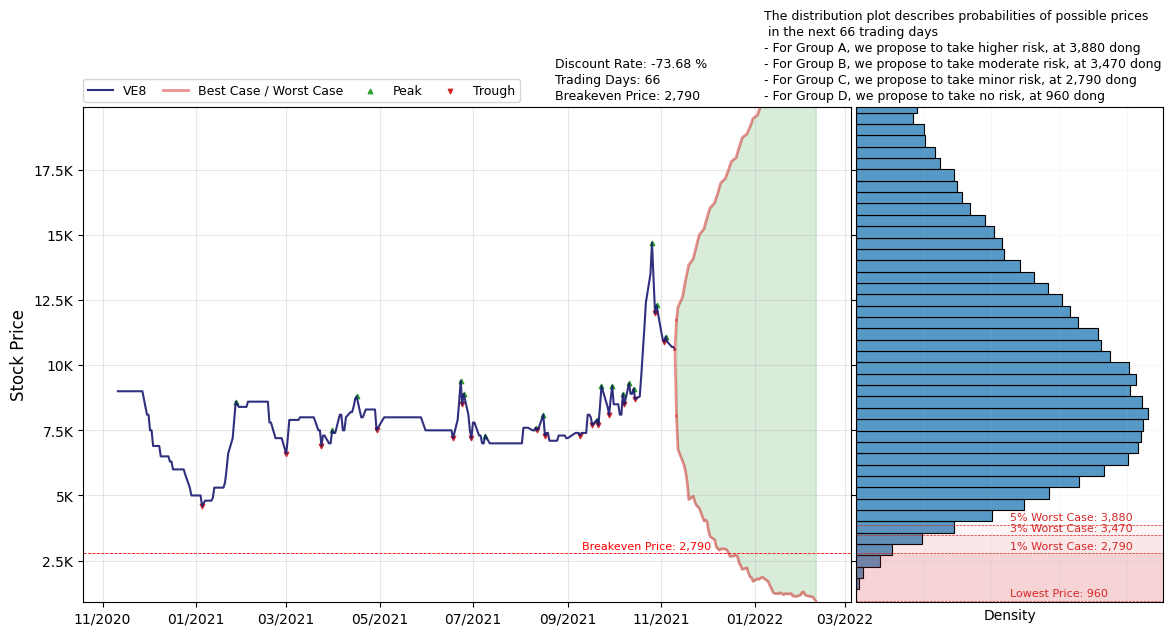 The distribution plot describes probabilities of possible prices
in the next 66 trading days
- For Group A, we propose to take higher risk, at 3,880 dong
- For Group B, we propose to take moderate risk, at 3,470 dong
- For Group C, we propose to take minor risk, at 2,790 dong
- For Group D, we propose to take no risk, at 960 dong
Discount Rate: -73.68 %
Trading Days: 66
Breakeven Price: 2,790
VE8 Best Case / Worst Case Peak Trough
Stock Price
17.5K
15K
12.5K
10K
7.5K
5K
2.5K
Breakeven Price: 2,790
5% Worst Case: 3,880
3% Worst Case: 3,470
1% Worst Case: 2,790
Lowest Price: 960
11/2020 01/2021 03/2021 05/2021 07/2021 09/2021 11/2021 01/2022 03/2022
Density